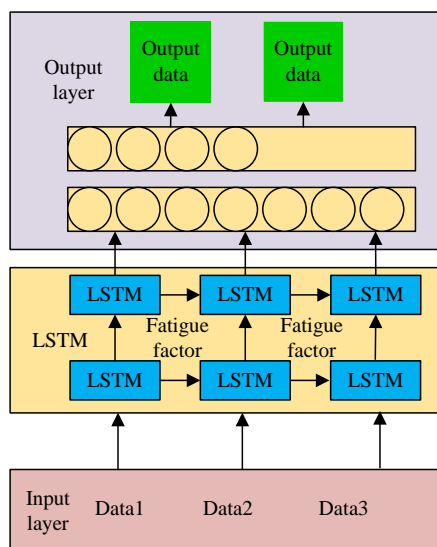 Output
data
Output
data
Output
layer
LSTM
LSTM
LSTM
Fatigue
factor
Fatigue
factor
LSTM
LSTM
LSTM
LSTM
Input
layer
Data1
Data2
Data3